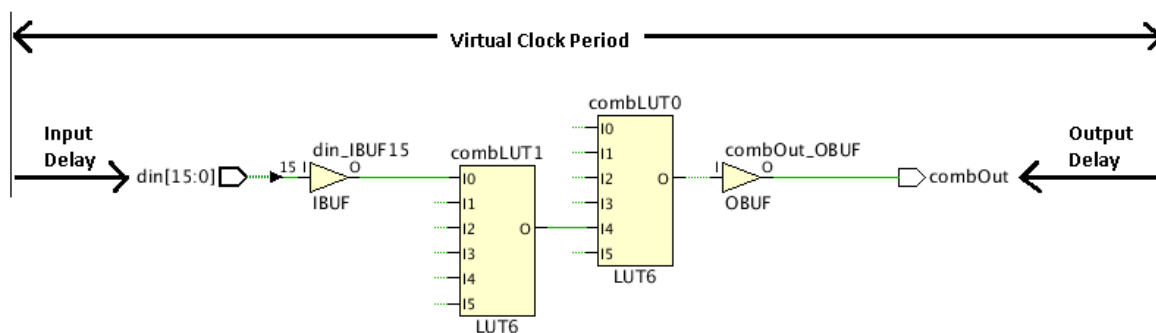 Virtual Clock Period
Input
Delay
din[15:0]
15
I
O
din_IBUF15
IBUF
combLUT1
I0
I1
I2
I3
I4
I5
O
LUT6
combLUT0
I0
I1
I2
I3
I4
I5
O
LUT6
combOut_OBUF
I
O
OBUF
combOut
Output
Delay